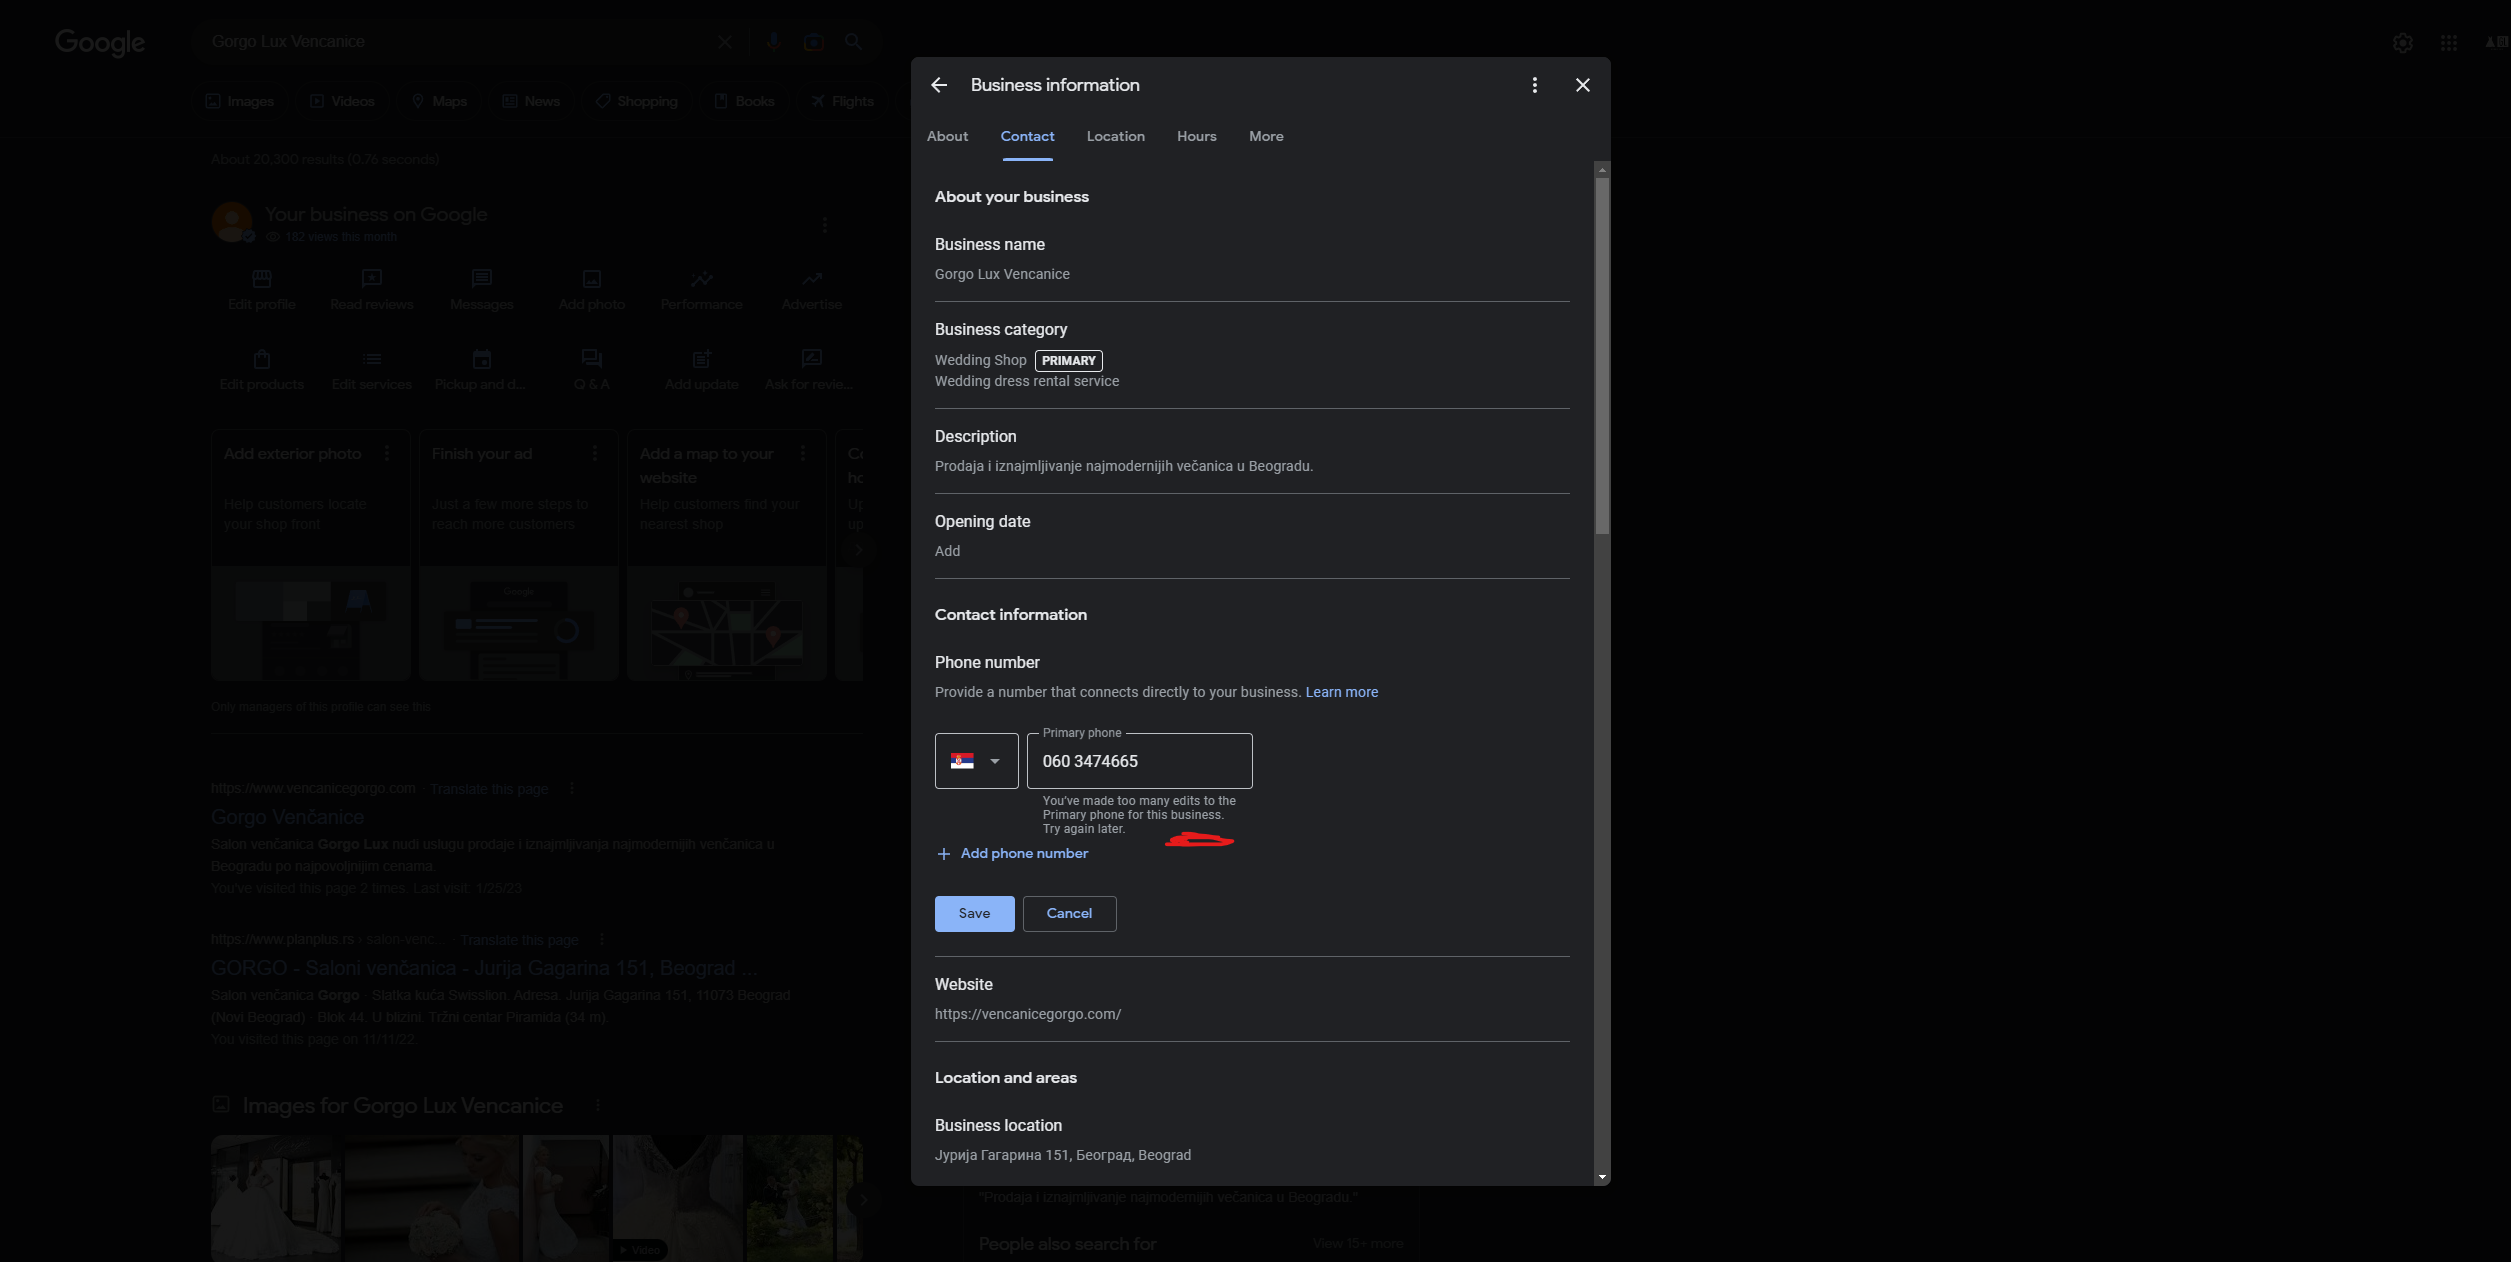 Google
Gorgo Lux Vencanice
Images
Videos
Maps
News
Shopping
Books
Flights
About 20,300 results (0.76 seconds)
Your business on Google
182 views this month
Edit profile
Read reviews
Messages
Add photo
Performance
Advertise
Edit products
Edit services
Pickup and d...
Q & A
Add update
Ask for revie...
Add exterior photo
Help customers locate
your shop front
Finish your ad
Just a few more steps to
reach more customers
Google
Add a map to your
website
Help customers find your
nearest shop
Only managers of this profile can see this
https://www.vencanicegorgo.com · Translate this page
Gorgo Venčanice
Salon venčanica Gorgo Lux nudi uslugu prodaje i iznajmljivanja najmodernijih venčanica u
Beogradu po najpovoljnijim cenama.
You've visited this page 2 times. Last visit: 1/25/23
https://www.planplus.rs › salon-venc... · Translate this page
GORGO - Saloni venčanica - Jurija Gagarina 151, Beograd ...
Salon venčanica Gorgo · Slatka kuća Swisslion. Adresa. Jurija Gagarina 151, 11073 Beograd
(Novi Beograd) · Blok 44. U blizini. Tržni centar Piramida (34 m).
You visited this page on 11/11/22.
Images for Gorgo Lux Vencanice
Video
Business information
About
Contact
Location
Hours
More
About your business
Business name
Gorgo Lux Vencanice
Business category
Wedding Shop PRIMARY
Wedding dress rental service
Description
Prodaja i iznajmljivanje najmodernijih večanica u Beogradu.
Opening date
Add
Contact information
Phone number
Provide a number that connects directly to your business. Learn more
Primary phone
060 3474665
You've made too many edits to the
Primary phone for this business.
Try again later.
Add phone number
Save
Cancel
Website
https://vencanicegorgo.com/
Location and areas
Business location
Јурија Гагарина 151, Београд, Beograd
"Prodaja i iznajmljivanje najmodernijih večanica u Beogradu."
People also search for
View 15+ more